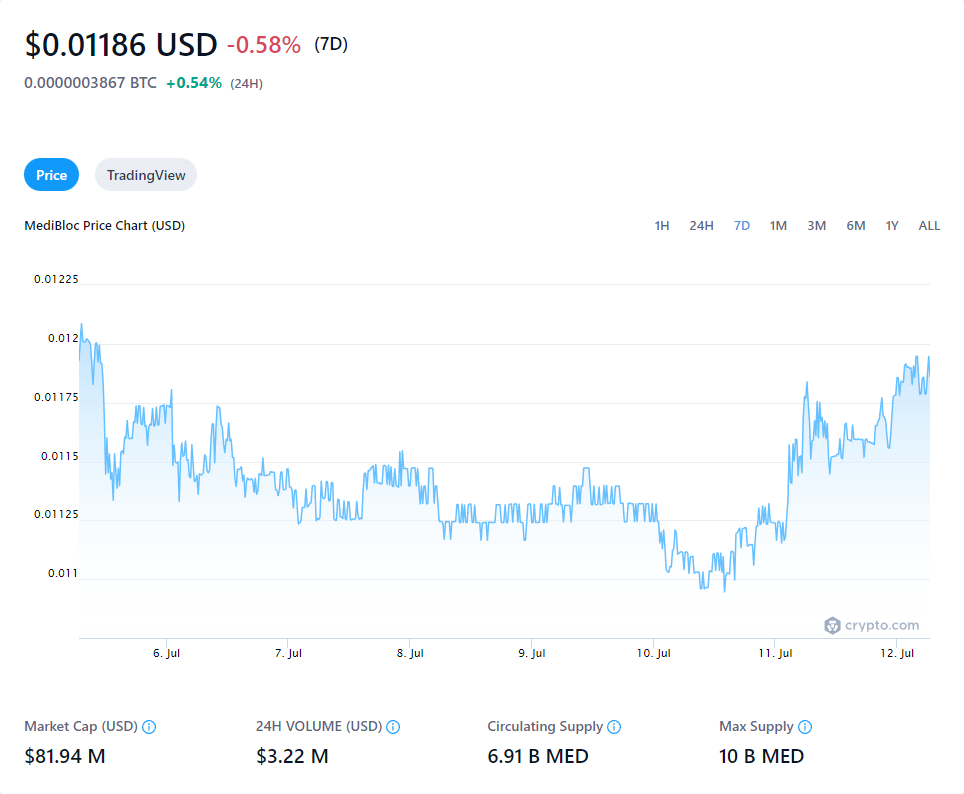 $0.01186 USD -0.58% (7D)
0.0000003867 BTC +0.54% (24H)
Price TradingView
MediBloc Price Chart (USD) 1H 24H 7D 1M 3M 6M 1Y ALL
0.01225
0.012
0.01175
0.0115
0.01125
0.011
crypto.com
6. Jul 7. Jul 8. Jul 9. Jul 10. Jul 11. Jul 12. Jul
Market Cap (USD) 24H VOLUME (USD) Circulating Supply Max Supply
$81.94 M $3.22 M 6.91 B MED 10 B MED